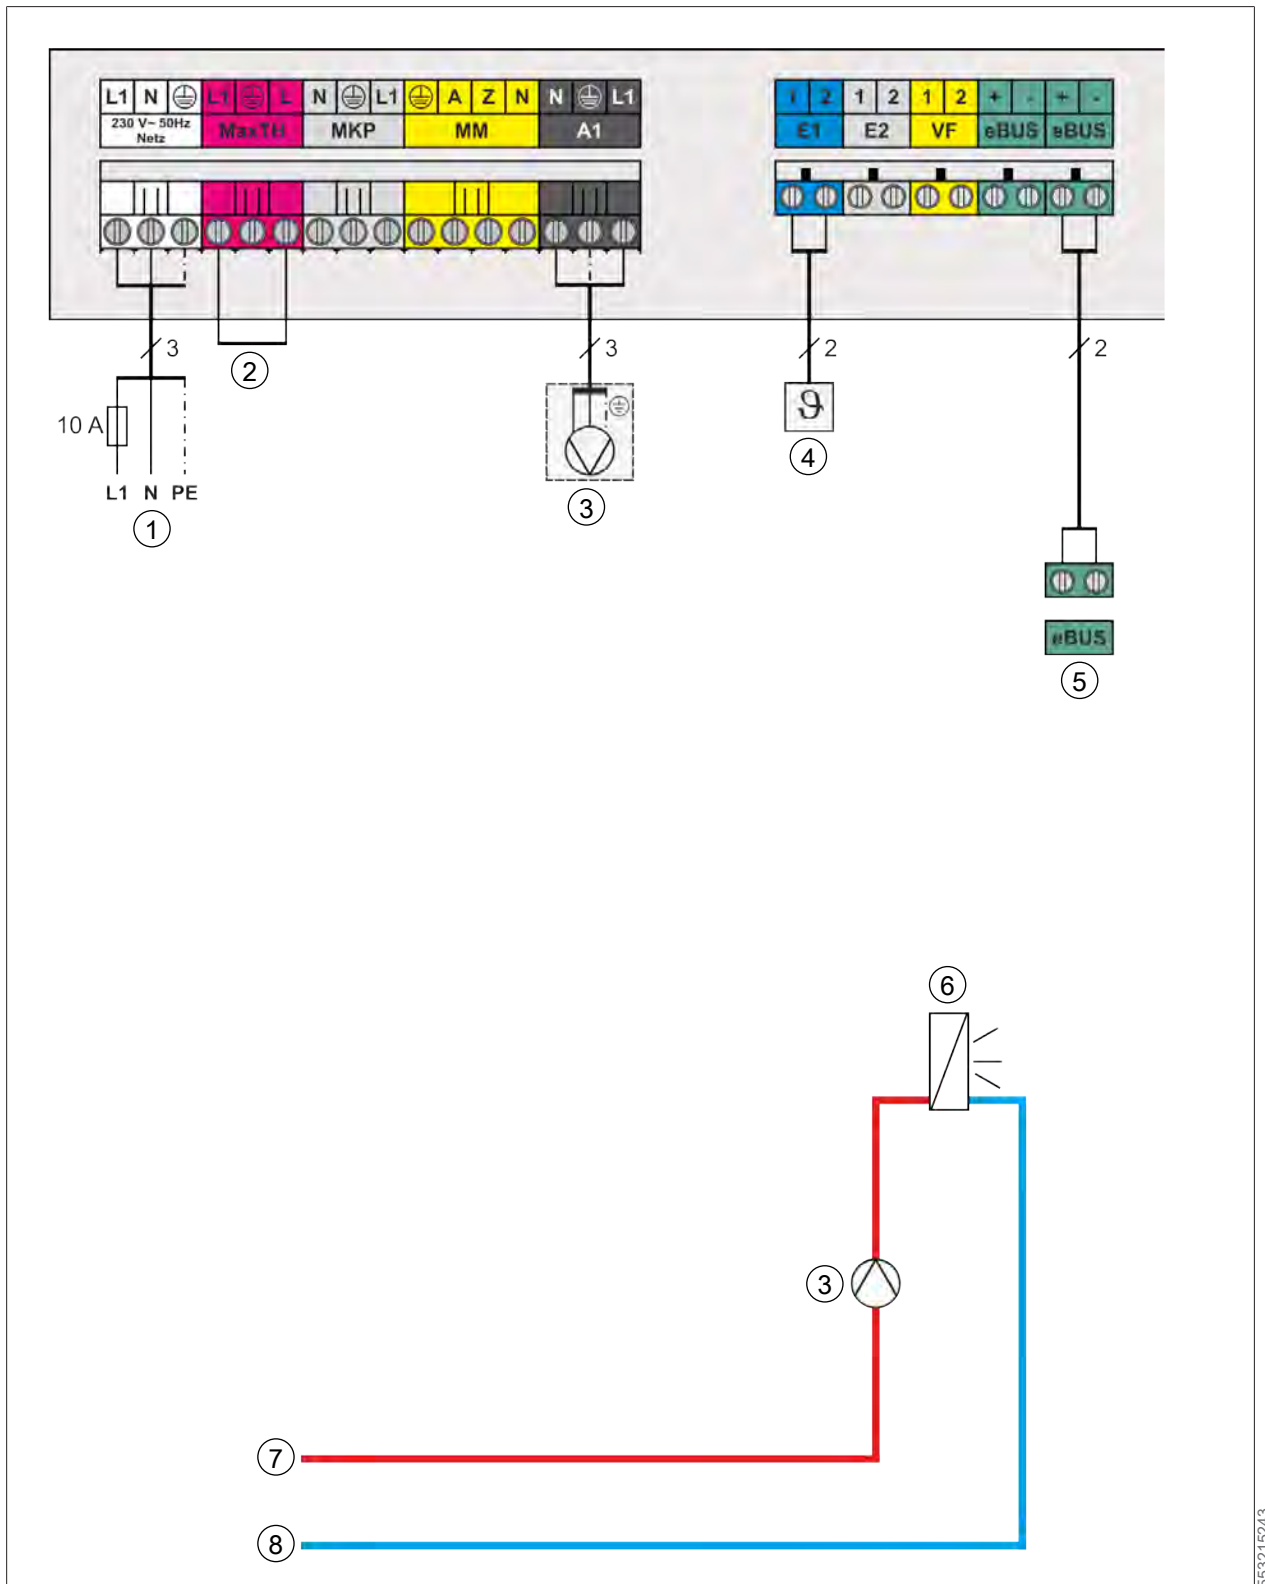 L1 N L1 L N L1 A Z N N L1
230 V~ 50Hz
Netz
MaxTH MKP MM A1
1 2 1 2 1 2 + - + -
E1 E2 VF eBUS eBUS
3
3
2
2
2
10 A
L1 N PE
1
3
ϑ
4
eBUS
5
6
3
7
8